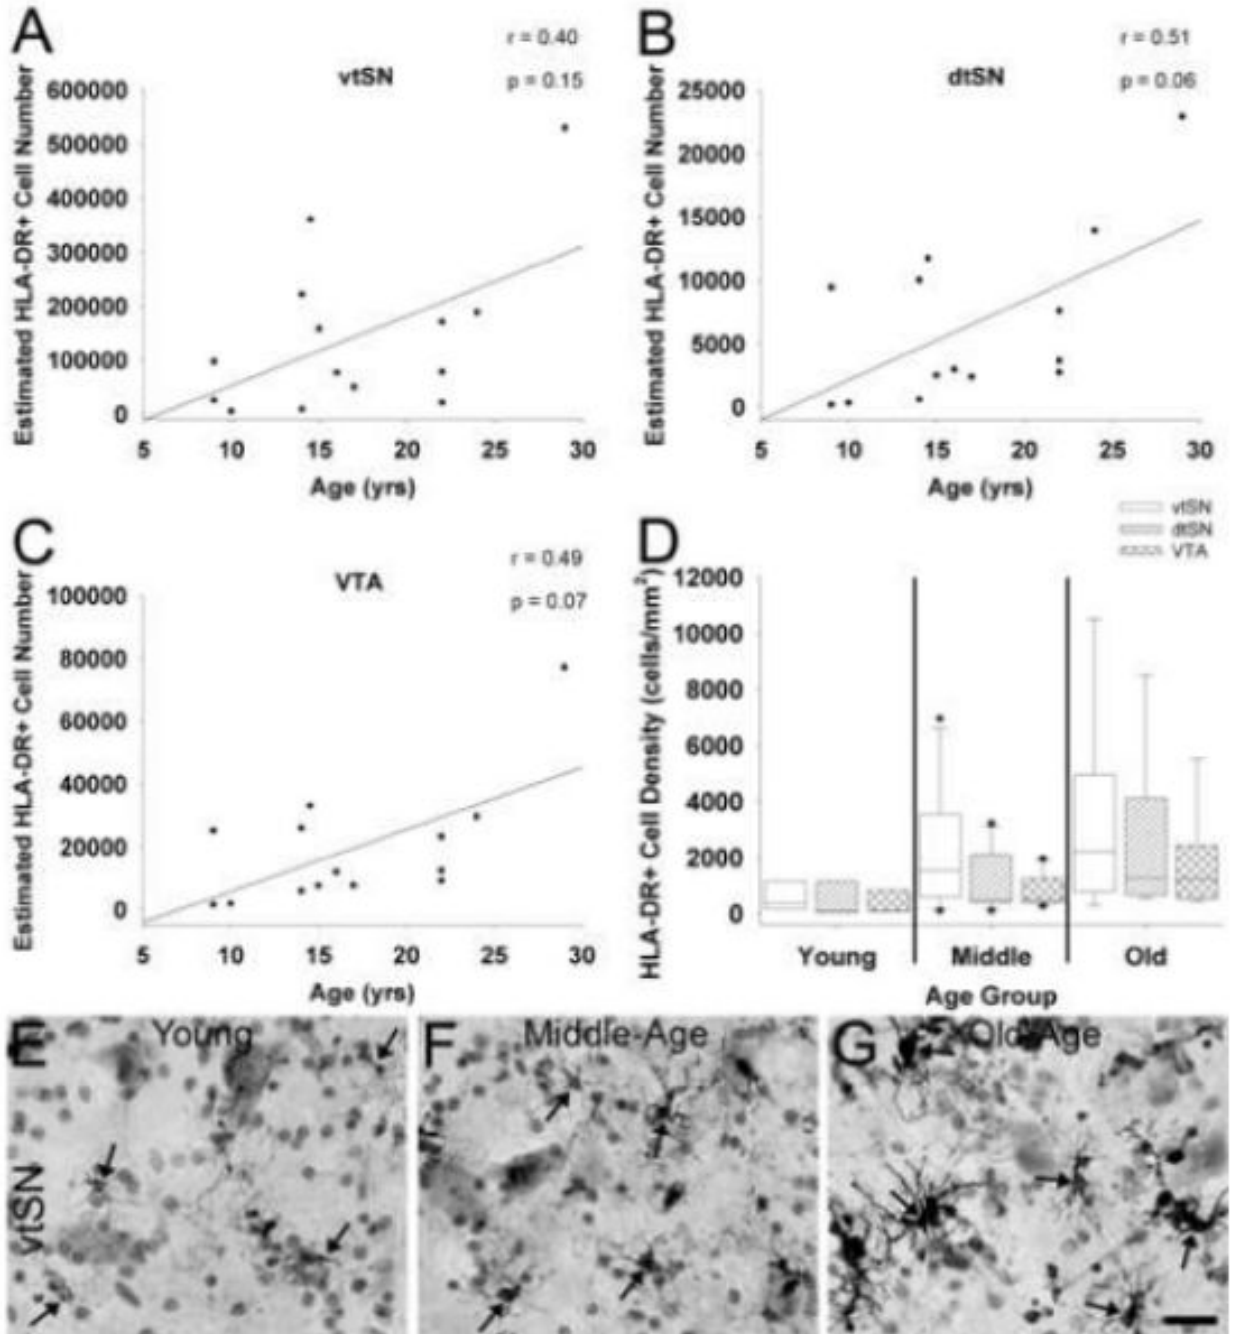 A
r = 0.40
p = 0.15
vtSN
Estimated HLA-DR+ Cell Number
600000
500000
400000
300000
200000
100000
0
5 10 15 20 25 30
Age (yrs)
B
r = 0.51
p = 0.06
dtSN
Estimated HLA-DR+ Cell Number
25000
20000
15000
10000
5000
0
5 10 15 20 25 30
Age (yrs)
C
r = 0.49
p = 0.07
VTA
Estimated HLA-DR+ Cell Number
100000
80000
60000
40000
20000
0
5 10 15 20 25 30
Age (yrs)
D
vtSN
dtSN
VTA
HLA-DR+ Cell Density (cells/mm²)
12000
10000
8000
6000
4000
2000
0
Young Middle Old
Age Group
E Young
vtSN
F Middle-Age
G Old-Age